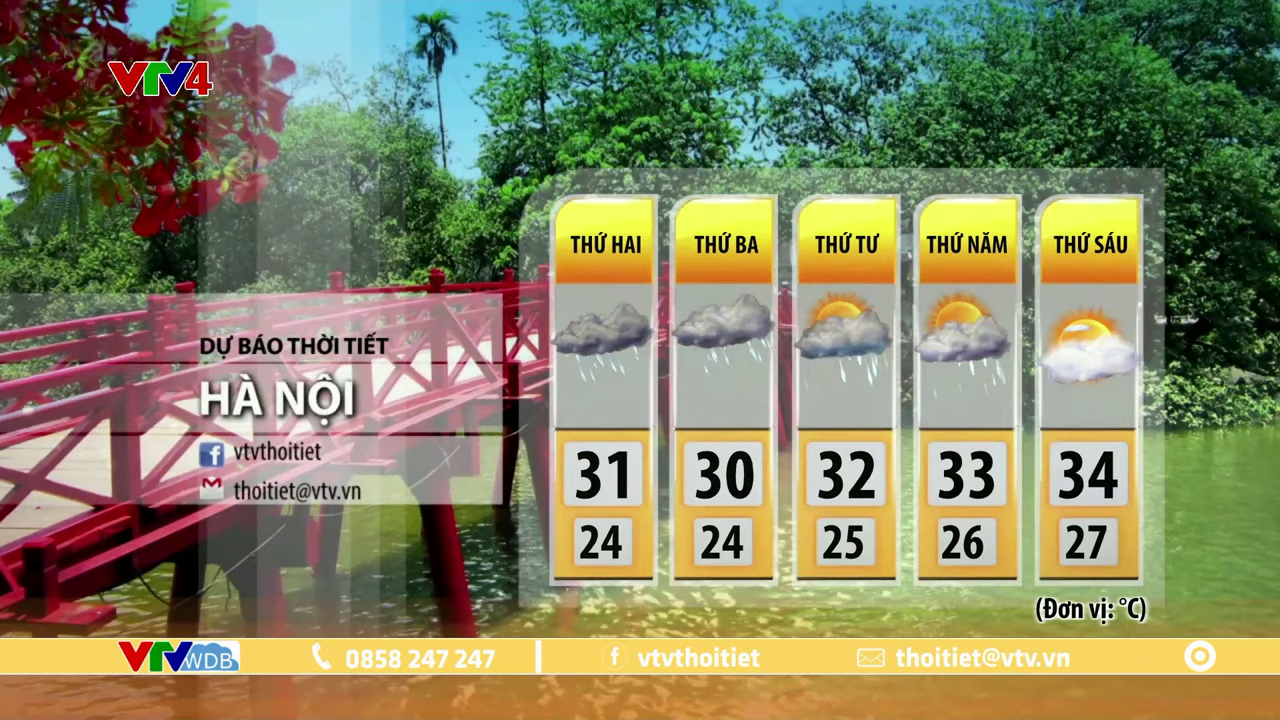 VTV4
DỰ BÁO THỜI TIẾT
HÀ NỘI
vtvthoitiet
thoitiet@vtv.vn
THỨ HAI
31
24
THỨ BA
30
24
THỨ TƯ
32
25
THỨ NĂM
33
26
THỨ SÁU
34
27
(Đơn vị: °C)
VTV WDB
0858 247 247
vtvthoitiet
thoitiet@vtv.vn